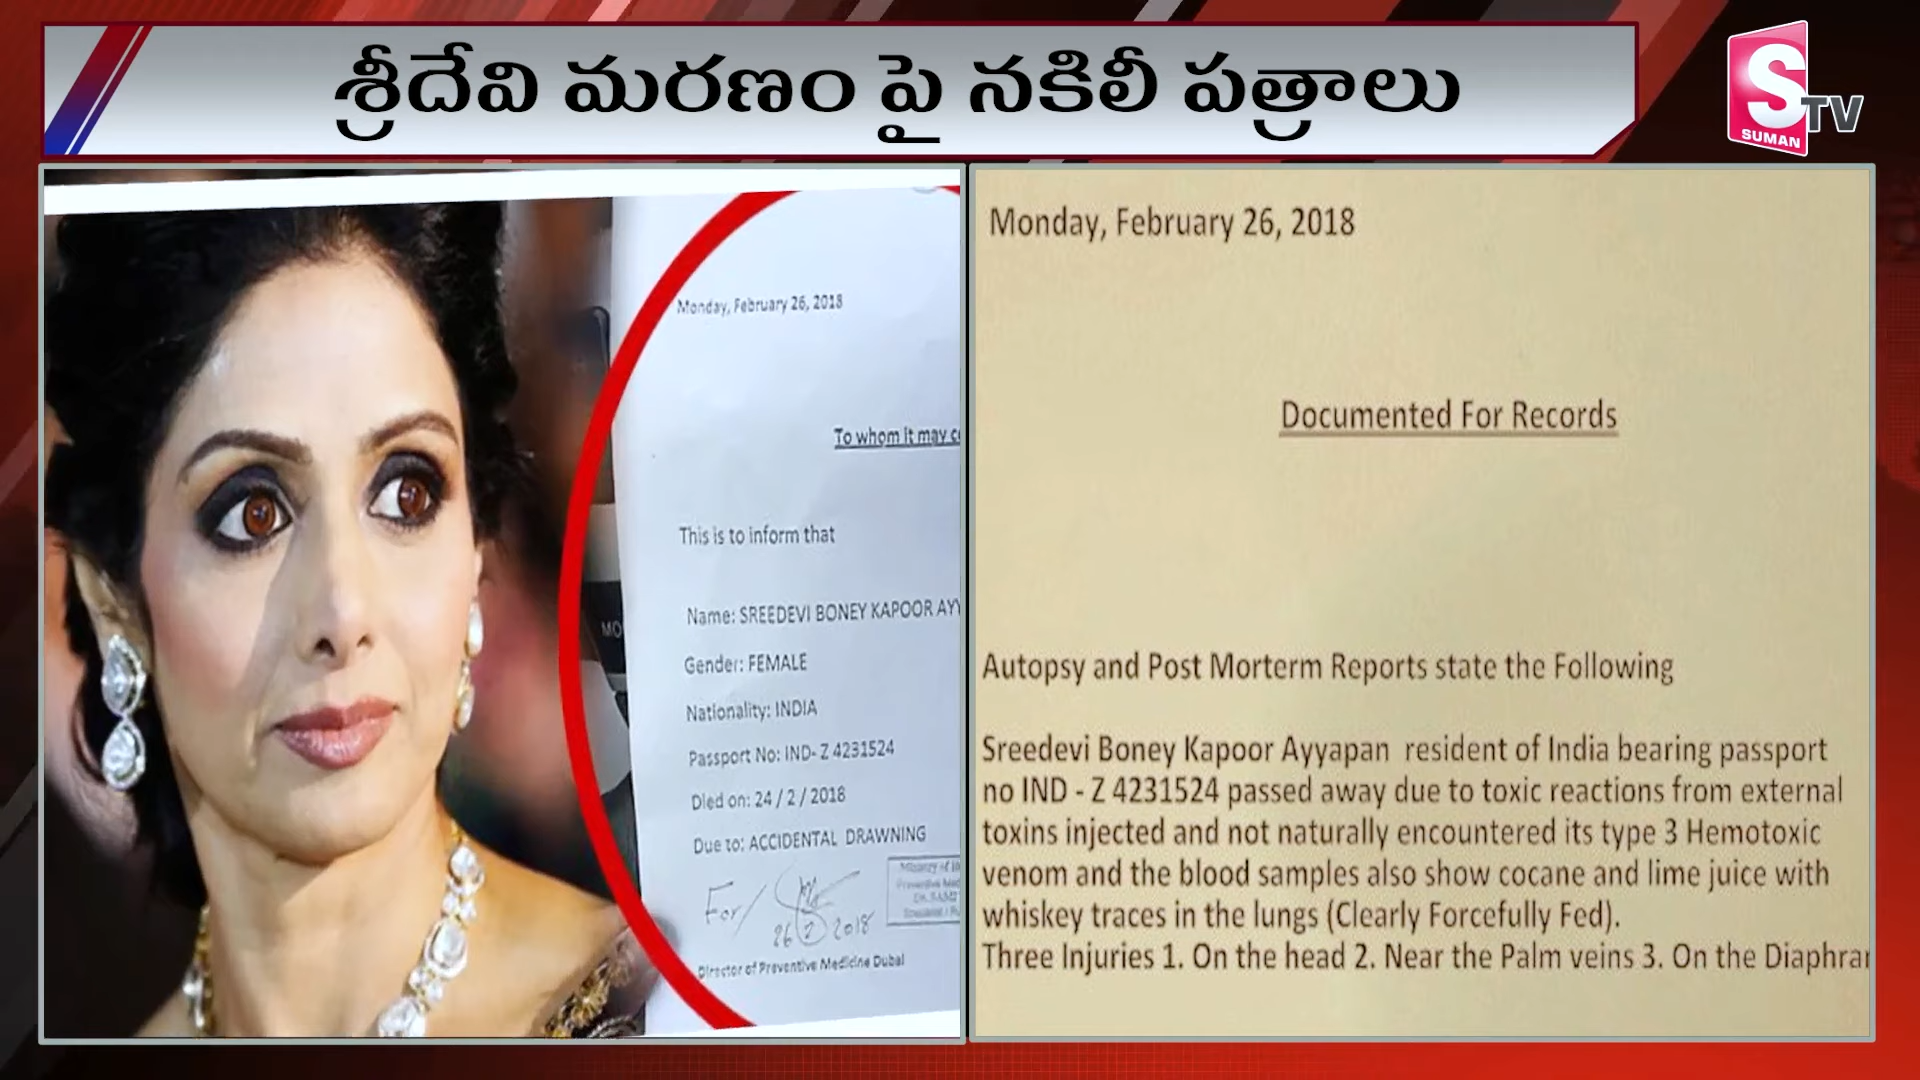 శ్రీదేవి మరణం పై నకిలీ పత్రాలు
S TV
SUMAN
Monday, February 26, 2018
To whom it may
This is to inform that
Name: SREEDEVI BONEY KAPOOR AYY
Gender: FEMALE
Nationality: INDIA
Passport No: IND- Z 4231524
Died on: 24 / 2 / 2018
Due to: ACCIDENTAL DRAWNING
For/
26 2 2018
Director of Preventive Medicine Dubai
MO
Monday, February 26, 2018
Documented For Records
Autopsy and Post Morterm Reports state the Following
Sreedevi Boney Kapoor Ayyapan resident of India bearing passport
no IND - Z 4231524 passed away due to toxic reactions from external
toxins injected and not naturally encountered its type 3 Hemotoxic
venom and the blood samples also show cocane and lime juice with
whiskey traces in the lungs (Clearly Forcefully Fed).
Three Injuries 1. On the head 2. Near the Palm veins 3. On the Diaphra